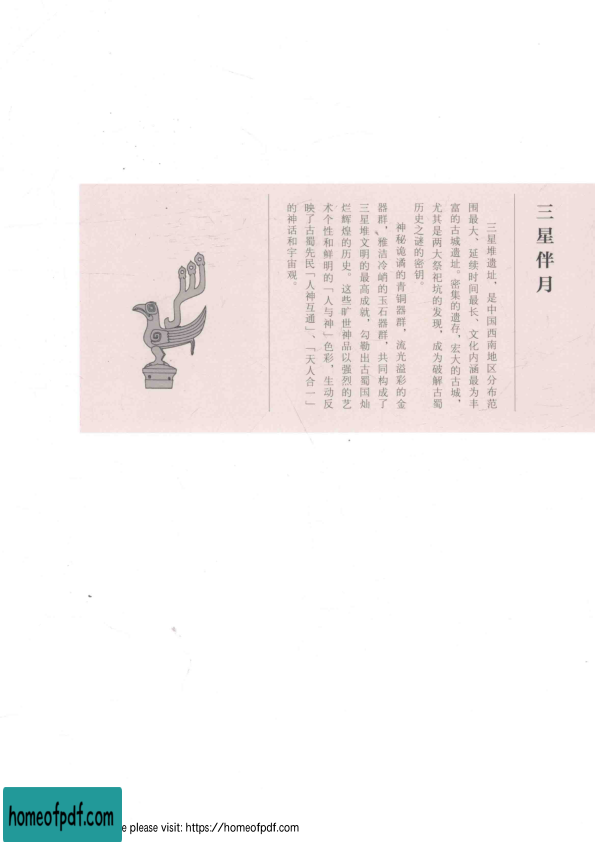 三星伴月
三星堆遗址，是中国西南地区分布范
围最大、延续时间最长、文化内涵最为丰
富的古城遗址。密集的遗存，宏大的古城，
尤其是两大祭祀坑的发现，成为破解古蜀
历史之谜的密钥。
神秘诡谲的青铜器群，流光溢彩的金
器群，雅洁冷峭的玉石器群，共同构成了
三星堆文明的最高成就，勾勒出古蜀国灿
烂辉煌的历史。这些旷世神品以强烈的艺
术个性和鲜明的「人与神」色彩，生动反
映了古蜀先民「人神互通」、「天人合一」
的神话和宇宙观。
homeofpdf.com
e please visit: https://homeofpdf.com